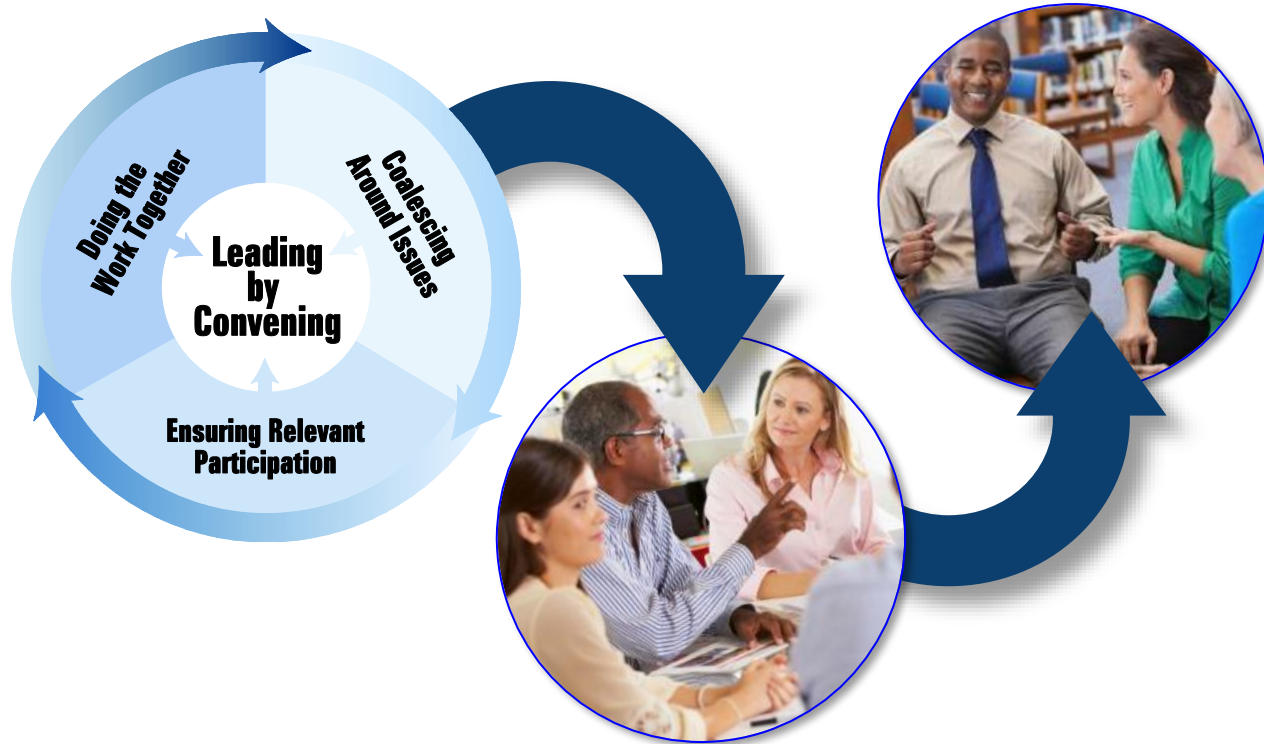 Leading
by
Convening
Coalescing
Around Issues
Ensuring Relevant
Participation
Doing the
Work Together